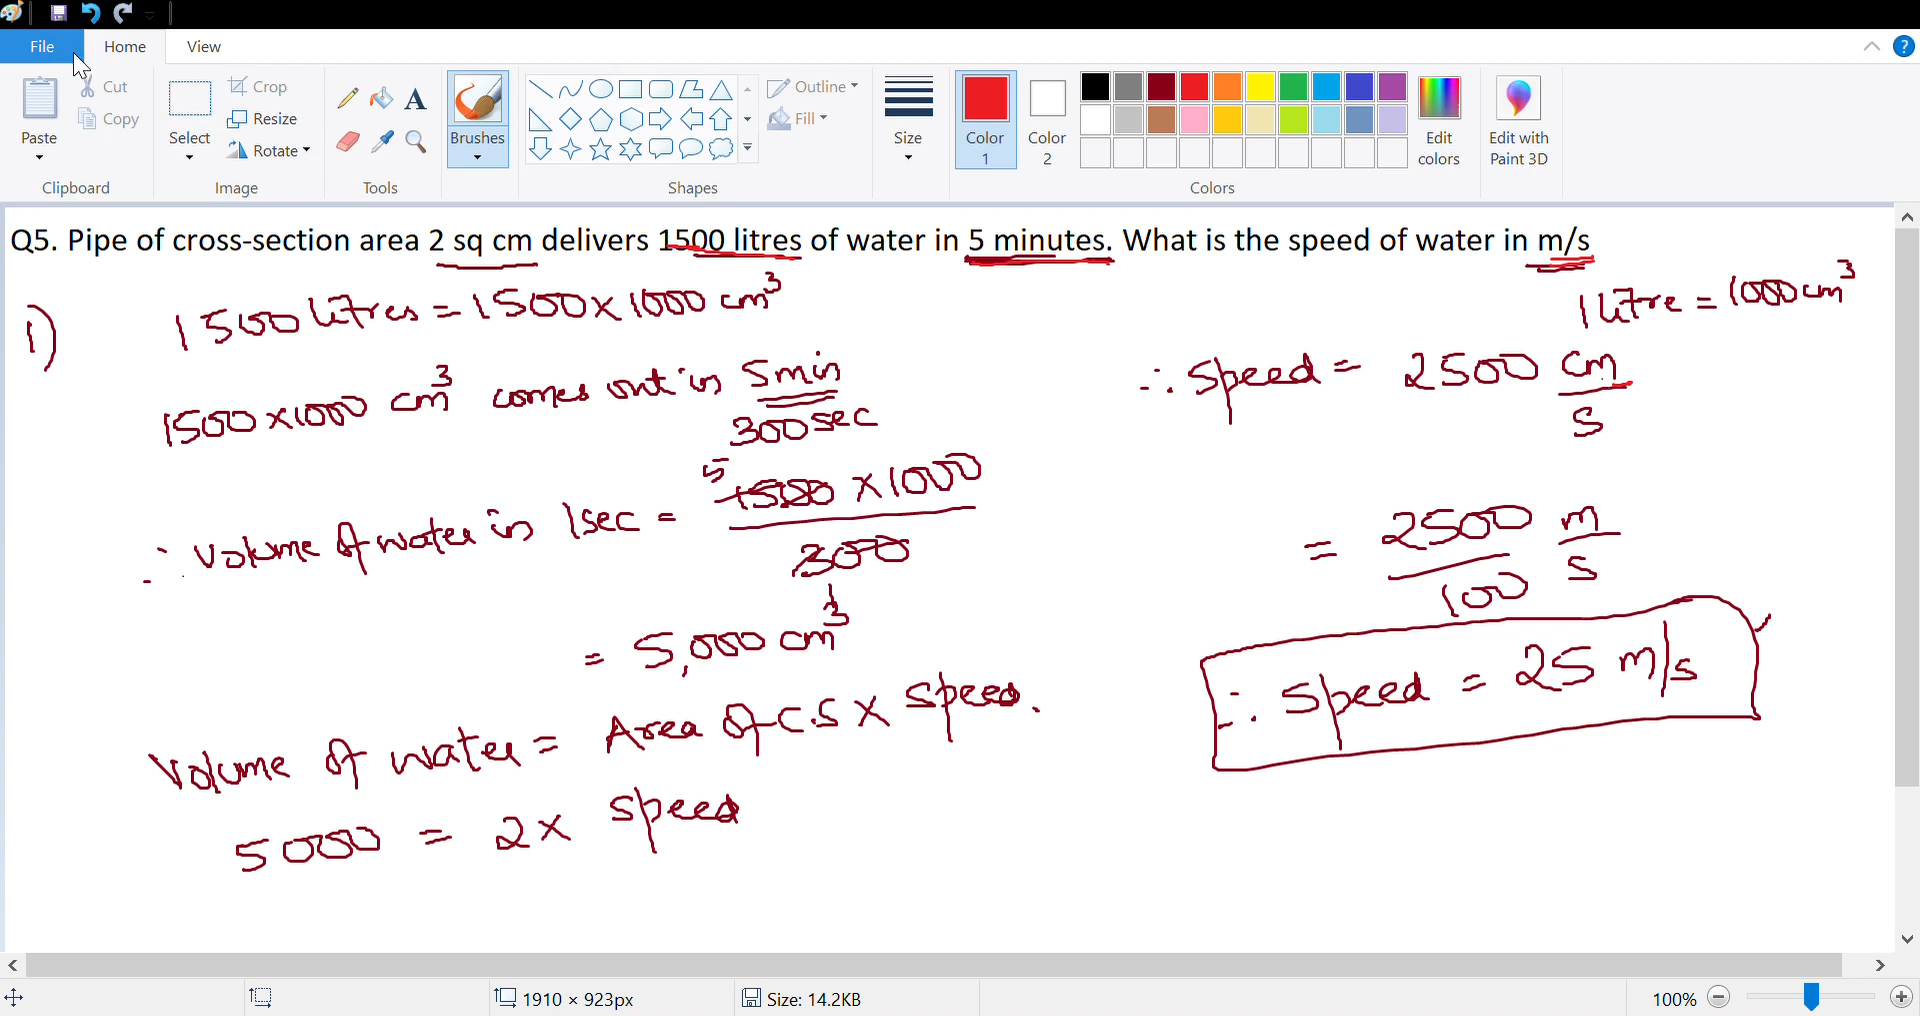 File Home View
Paste
Cut
Copy
Clipboard
Select
Crop
Resize
Rotate
Image
A
Tools
Brushes
Outline
Fill
Shapes
Size
Color 1
Color 2
Edit colors
Edit with Paint 3D
Colors
Q5. Pipe of cross-section area 2 sq cm delivers 1500 litres of water in 5 minutes. What is the speed of water in m/s
1)
1500 litres = 1500 × 1000 cm³
1 litre = 1000 cm³
1500 × 1000 cm³ comes out in 5 min
300 sec
∴ Volume of water in 1 sec = 1500 × 1000
5
300
1
= 5,000 cm³
Volume of water = Area of C.S × speed.
5000 = 2 × speed
∴ Speed = 2500 cm
s
= 2500 m
100 s
∴ Speed = 25 m/s
1910 × 923px
Size: 14.2KB
100%